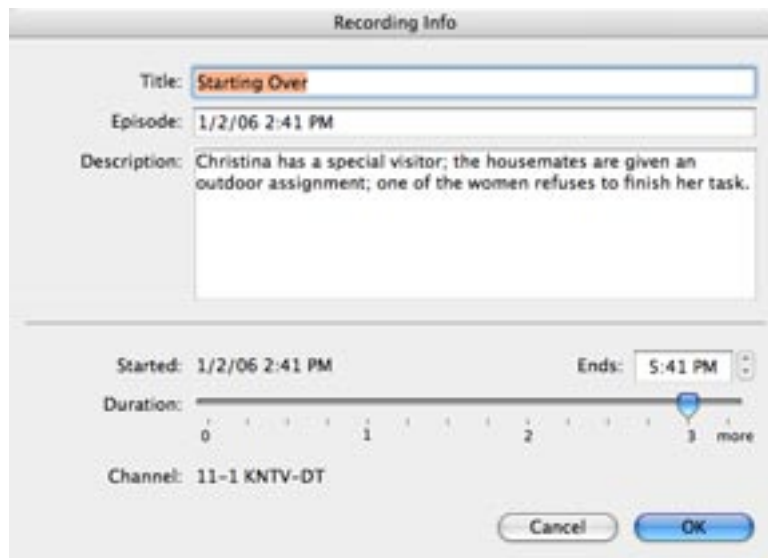 Recording Info
Title: Starting Over
Episode: 1/2/06 2:41 PM
Description: Christina has a special visitor; the housemates are given an
outdoor assignment; one of the women refuses to finish her task.
Started: 1/2/06 2:41 PM Ends: 5:41 PM
Duration:
0 1 2 3 more
Channel: 11-1 KNTV-DT
Cancel OK